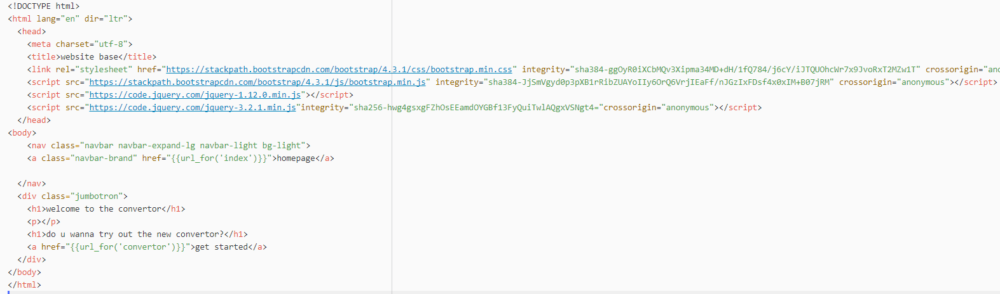 <!DOCTYPE html>
<html lang="en" dir="ltr">
<head>
<meta charset="utf-8">
<title>website base</title>
<link rel="stylesheet" href="https://stackpath.bootstrapcdn.com/bootstrap/4.3.1/css/bootstrap.min.css" integrity="sha384-ggOyR0iXCbMQv3Xipma34MD+dH/1fQ784/j6cY/iJTQUOhcWr7x9JvoRxT2MZw1T" crossorigin="ano
<script src="https://stackpath.bootstrapcdn.com/bootstrap/4.3.1/js/bootstrap.min.js" integrity="sha384-JjSmVgyd0p3pXB1rRibZUAYoIIy6OrQ6VrjIEaFf/nJGzIxFDsf4x0xIM+B07jRM" crossorigin="anonymous"></script>
<script src="https://code.jquery.com/jquery-1.12.0.min.js"></script>
<script src="https://code.jquery.com/jquery-3.2.1.min.js"integrity="sha256-hwg4gsxgFZhOsEEamdOYGBf13FyQuiTwlAQgxVSNgt4="crossorigin="anonymous"></script>
</head>
<body>
<nav class="navbar navbar-expand-lg navbar-light bg-light">
<a class="navbar-brand" href="{{url_for('index')}}">homepage</a>
</nav>
<div class="jumbotron">
<h1>welcome to the convertor</h1>
<p></p>
<h1>do u wanna try out the new convertor?</h1>
<a href="{{url_for('convertor')}}">get started</a>
</div>
</body>
</html>